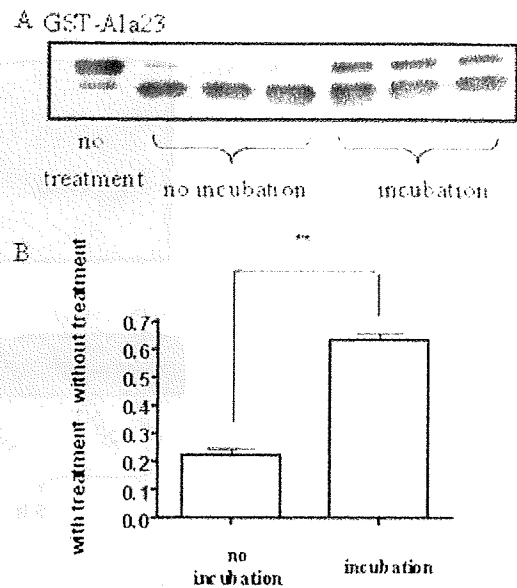 A GST-Ala23
no treatment
no incubation
incubation
B
with treatment without treatment
**
0.7
0.6
0.5
0.4
0.3
0.2
0.1
0.0
no incubation
incubation